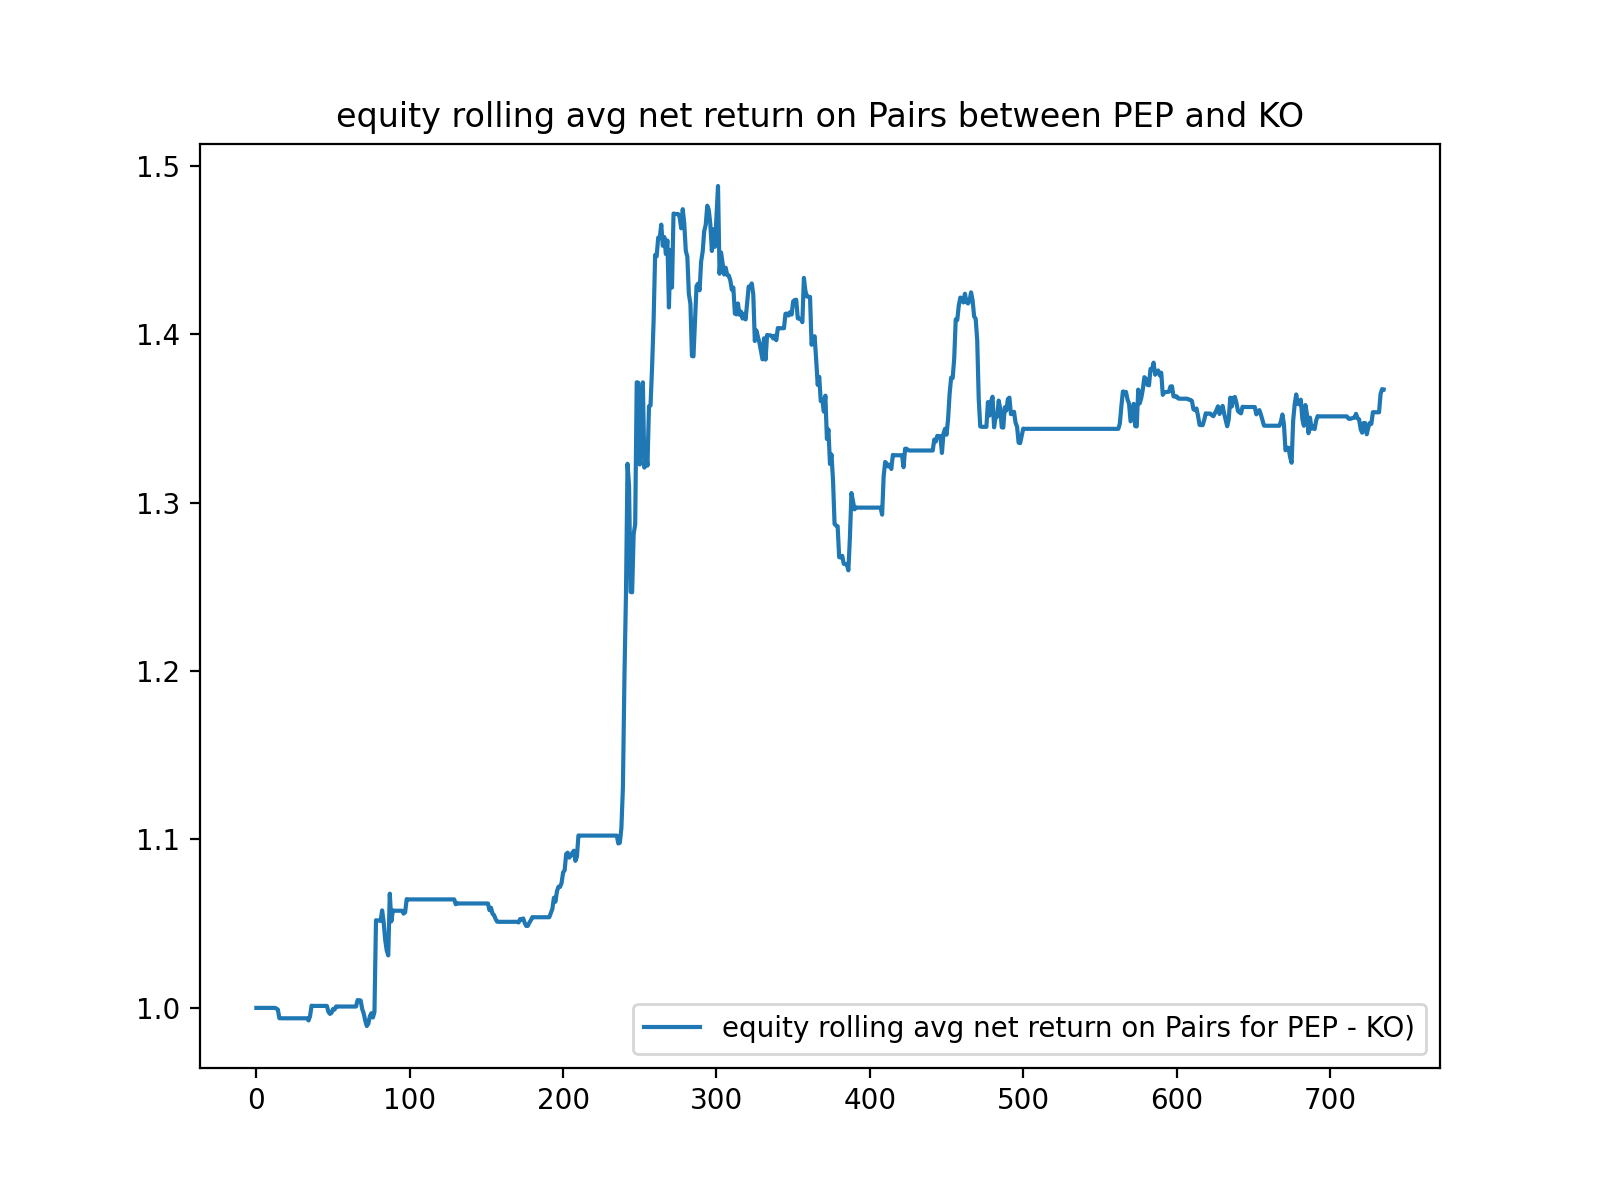 equity rolling avg net return on Pairs between PEP and KO
1.5
1.4
1.3
1.2
1.1
1.0
equity rolling avg net return on Pairs for PEP - KO)
0 100 200 300 400 500 600 700